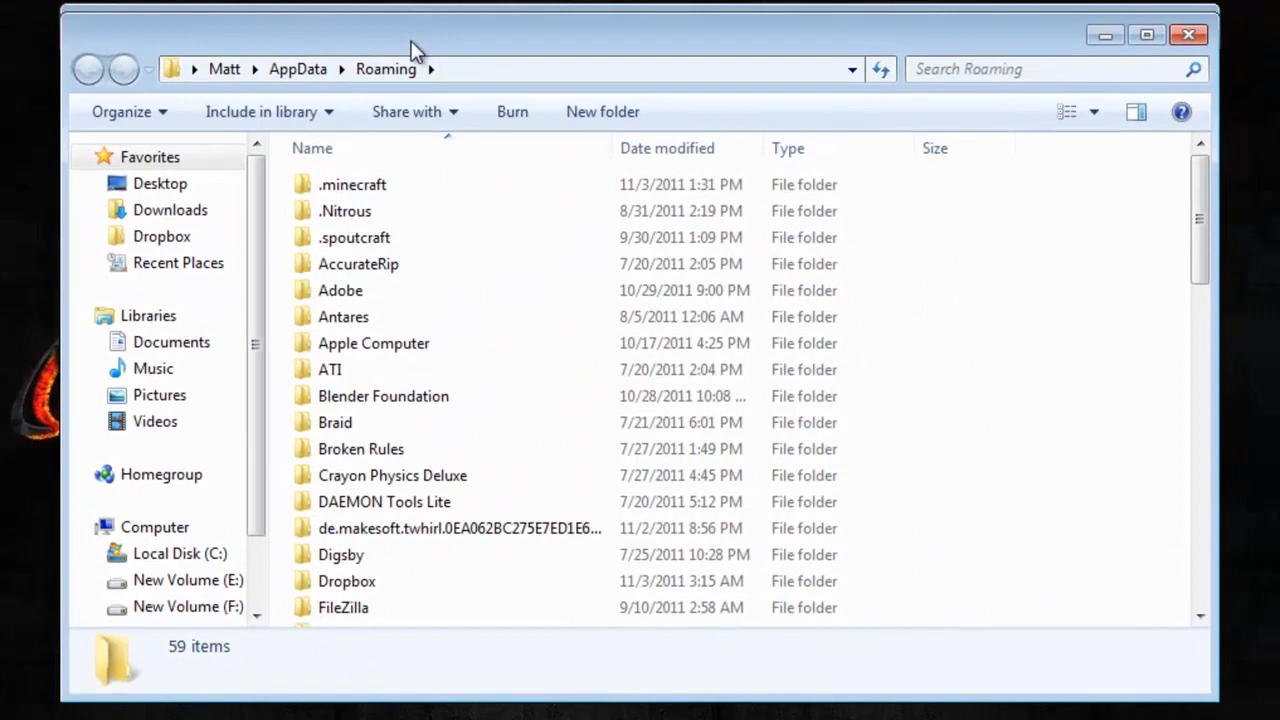 Matt AppData Roaming
Search Roaming
Organize Include in library Share with Burn New folder
Name Date modified Type Size
Favorites
Desktop
Downloads
Dropbox
Recent Places
Libraries
Documents
Music
Pictures
Videos
Homegroup
Computer
Local Disk (C:)
New Volume (E:)
New Volume (F:)
.minecraft 11/3/2011 1:31 PM File folder
.Nitrous 8/31/2011 2:19 PM File folder
.spoutcraft 9/30/2011 1:09 PM File folder
AccurateRip 7/20/2011 2:05 PM File folder
Adobe 10/29/2011 9:00 PM File folder
Antares 8/5/2011 12:06 AM File folder
Apple Computer 10/17/2011 4:25 PM File folder
ATI 7/20/2011 2:04 PM File folder
Blender Foundation 10/28/2011 10:08 ... File folder
Braid 7/21/2011 6:01 PM File folder
Broken Rules 7/27/2011 1:49 PM File folder
Crayon Physics Deluxe 7/27/2011 4:45 PM File folder
DAEMON Tools Lite 7/20/2011 5:12 PM File folder
de.makesoft.twhirl.0EA062BC275E7ED1E6... 11/2/2011 8:56 PM File folder
Digsby 7/25/2011 10:28 PM File folder
Dropbox 11/3/2011 3:15 AM File folder
FileZilla 9/10/2011 2:58 AM File folder
59 items